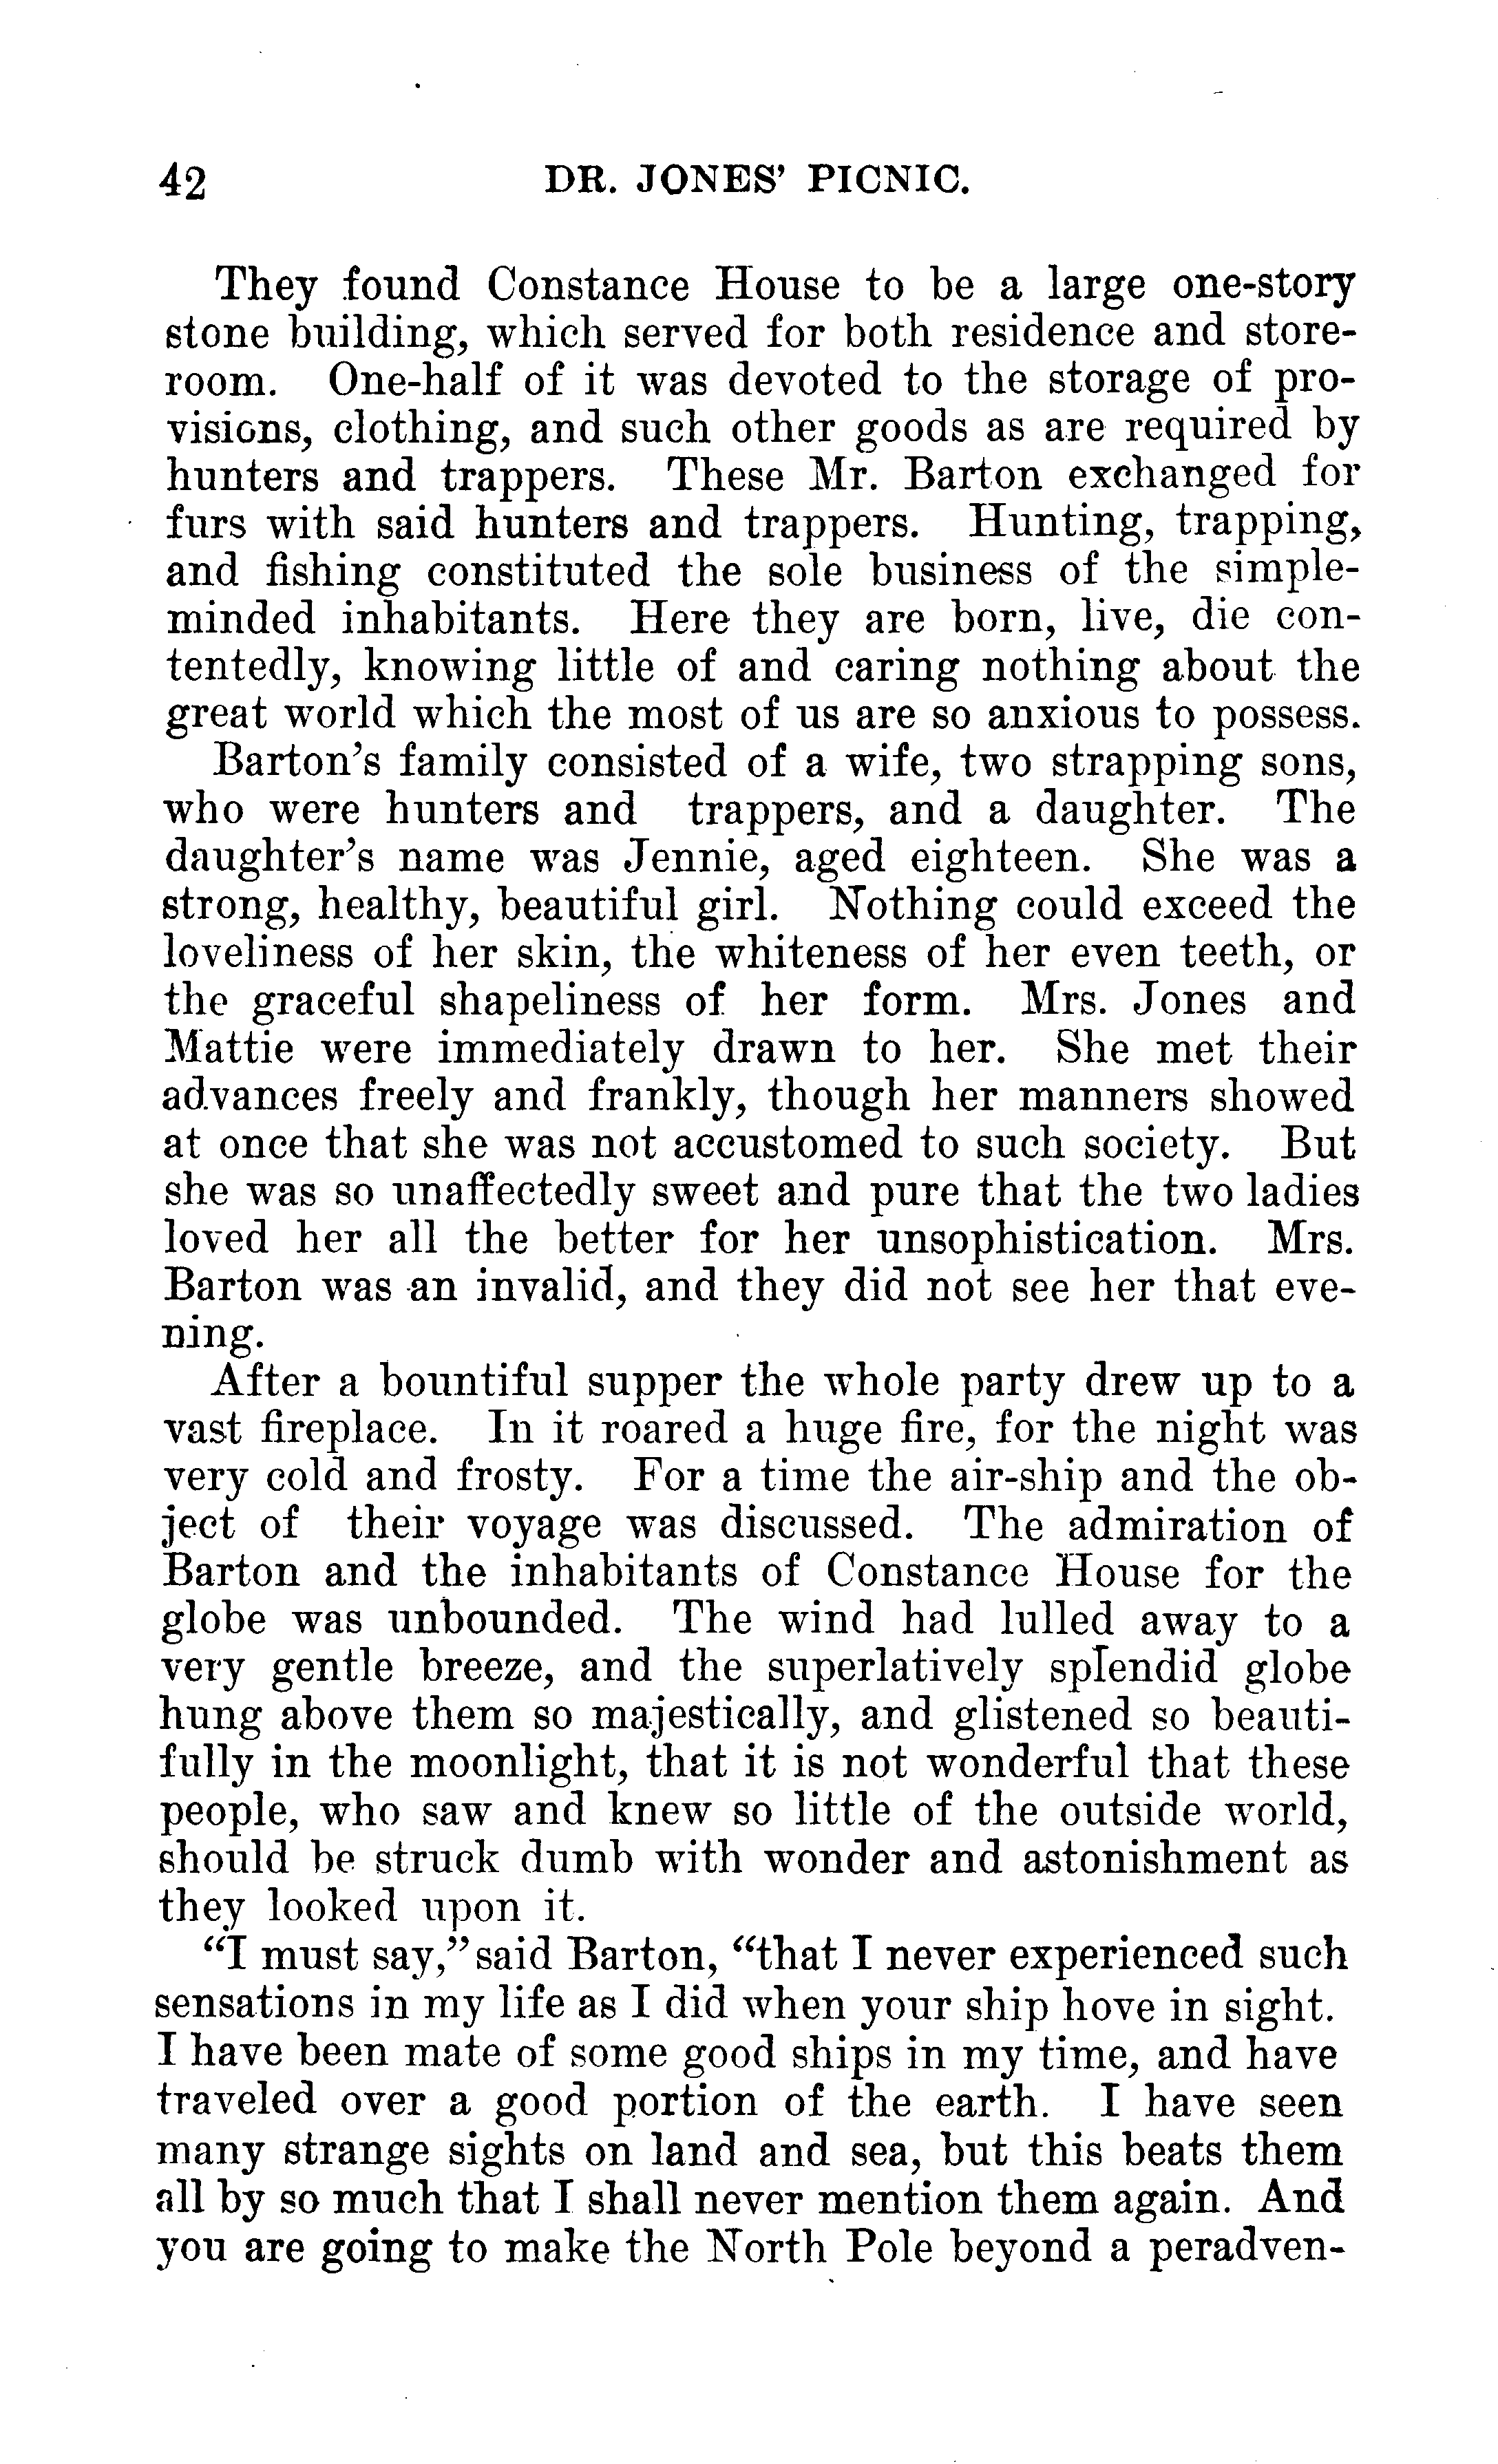 42 DR. JONES' PICNIC.
They found Constance House to be a large one-story
stone building, which served for both residence and store-
room. One-half of it was devoted to the storage of pro-
visions, clothing, and such other goods as are required by
hunters and trappers. These Mr. Barton exchanged for
furs with said hunters and trappers. Hunting, trapping,
and fishing constituted the sole business of the simple-
minded inhabitants. Here they are born, live, die con-
tentedly, knowing little of and caring nothing about the
great world which the most of us are so anxious to possess.
Barton's family consisted of a wife, two strapping sons,
who were hunters and trappers, and a daughter. The
daughter's name was Jennie, aged eighteen. She was a
strong, healthy, beautiful girl. Nothing could exceed the
loveliness of her skin, the whiteness of her even teeth, or
the graceful shapeliness of her form. Mrs. Jones and
Mattie were immediately drawn to her. She met their
advances freely and frankly, though her manners showed
at once that she was not accustomed to such society. But
she was so unaffectedly sweet and pure that the two ladies
loved her all the better for her unsophistication. Mrs.
Barton was an invalid, and they did not see her that eve-
ning.
After a bountiful supper the whole party drew up to a
vast fireplace. In it roared a huge fire, for the night was
very cold and frosty. For a time the air-ship and the ob-
ject of their voyage was discussed. The admiration of
Barton and the inhabitants of Constance House for the
globe was unbounded. The wind had lulled away to a
very gentle breeze, and the superlatively splendid globe
hung above them so majestically, and glistened so beauti-
fully in the moonlight, that it is not wonderful that these
people, who saw and knew so little of the outside world,
should be struck dumb with wonder and astonishment as
they looked upon it.
"I must say," said Barton, "that I never experienced such
sensations in my life as I did when your ship hove in sight.
I have been mate of some good ships in my time, and have
traveled over a good portion of the earth. I have seen
many strange sights on land and sea, but this beats them
all by so much that I shall never mention them again. And
you are going to make the North Pole beyond a peradven-